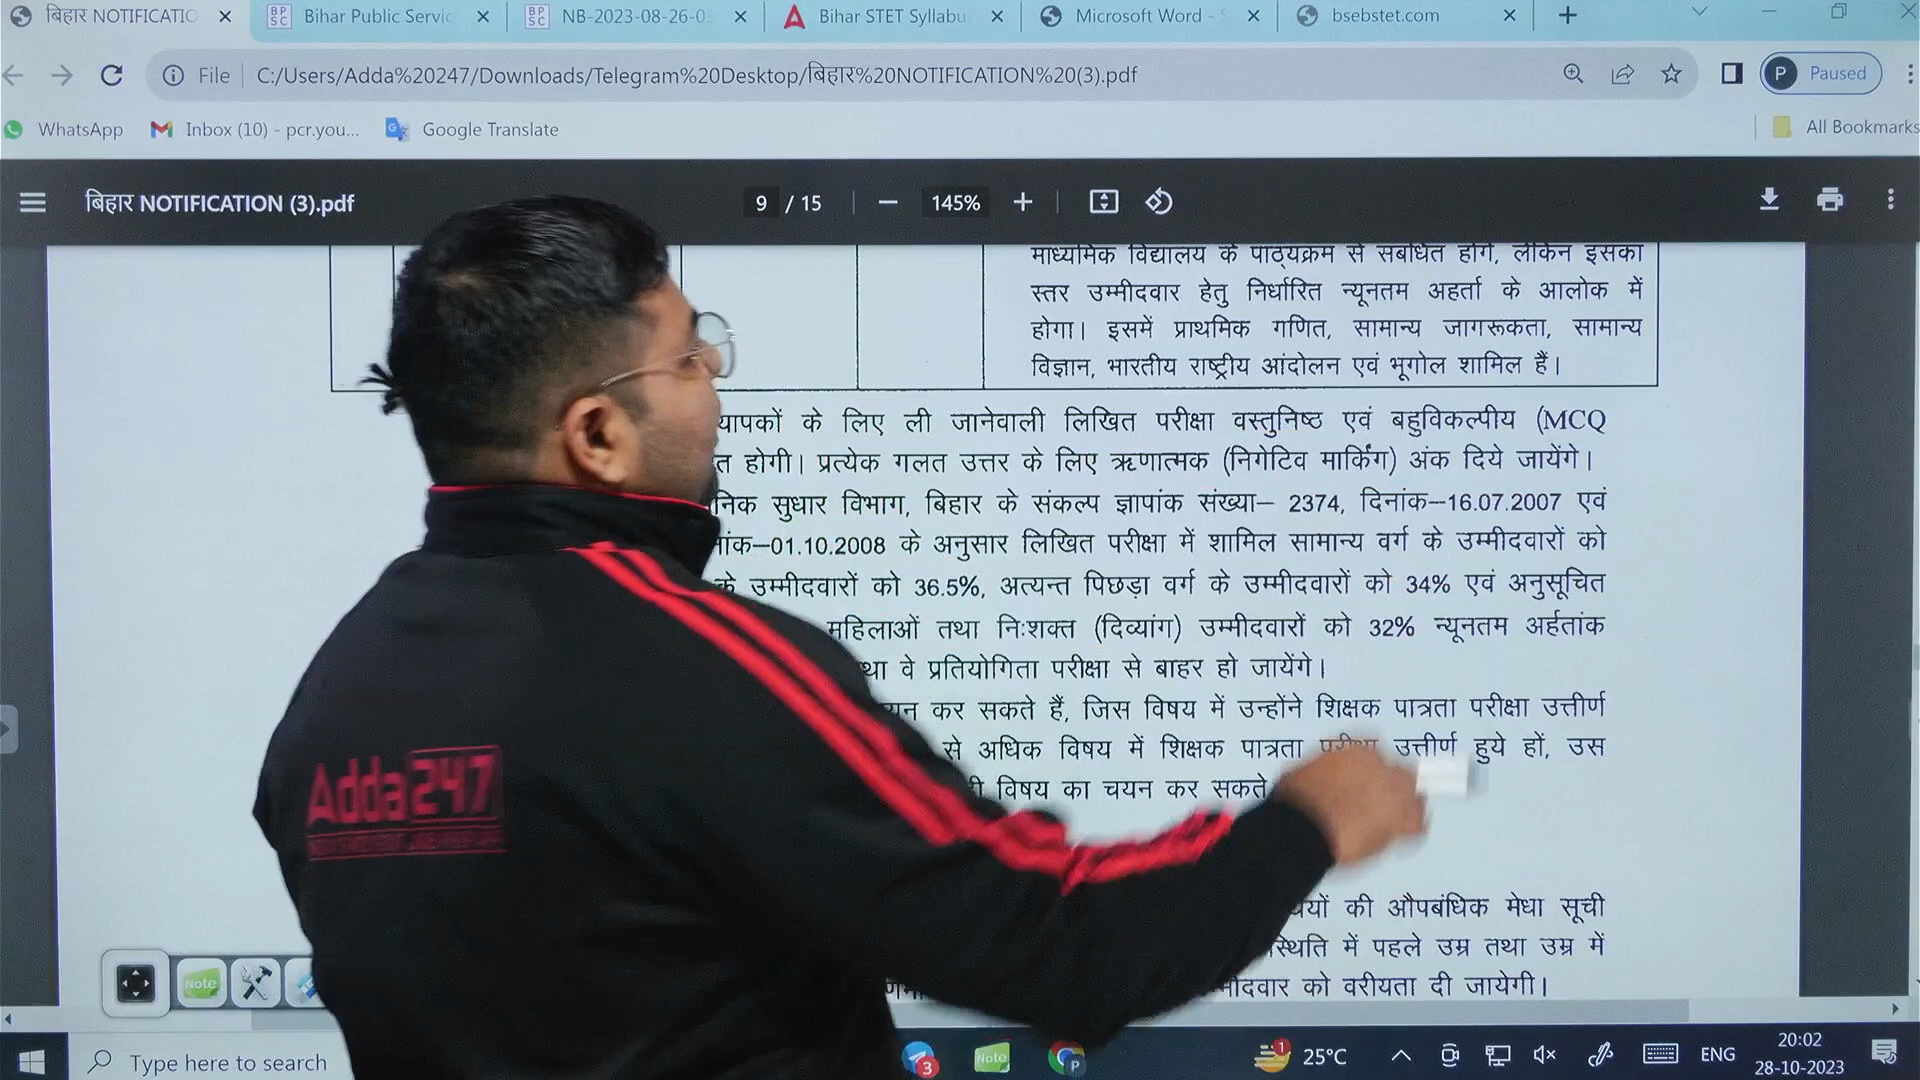 बिहार NOTIFICATIO
Bihar Public Servic
NB-2023-08-26-0
Bihar STET Syllabu
Microsoft Word -
bsebstet.com
File
C:/Users/Adda%20247/Downloads/Telegram%20Desktop/बिहार%20NOTIFICATION%20(3).pdf
P
Paused
WhatsApp
Inbox (10) - pcr.you...
Google Translate
All Bookmarks
बिहार NOTIFICATION (3).pdf
9 / 15
145%
माध्यमिक विद्यालय के पाठ्यक्रम से संबंधित होंगे, लेकिन इसका
स्तर उम्मीदवार हेतु निर्धारित न्यूनतम अहर्ता के आलोक में
होगा। इसमें प्राथमिक गणित, सामान्य जागरूकता, सामान्य
विज्ञान, भारतीय राष्ट्रीय आंदोलन एवं भूगोल शामिल हैं।
यापकों के लिए ली जानेवाली लिखित परीक्षा वस्तुनिष्ठ एवं बहुविकल्पीय (MCQ
त होगी। प्रत्येक गलत उत्तर के लिए ऋणात्मक (निगेटिव मार्किंग) अंक दिये जायेंगे।
निक सुधार विभाग, बिहार के संकल्प ज्ञापांक संख्या– 2374, दिनांक–16.07.2007 एवं
नांक–01.10.2008 के अनुसार लिखित परीक्षा में शामिल सामान्य वर्ग के उम्मीदवारों को
के उम्मीदवारों को 36.5%, अत्यन्त पिछड़ा वर्ग के उम्मीदवारों को 34% एवं अनुसूचित
महिलाओं तथा निःशक्त (दिव्यांग) उम्मीदवारों को 32% न्यूनतम अर्हतांक
था वे प्रतियोगिता परीक्षा से बाहर हो जायेंगे।
यन कर सकते हैं, जिस विषय में उन्होंने शिक्षक पात्रता परीक्षा उत्तीर्ण
से अधिक विषय में शिक्षक पात्रता परीक्षा उत्तीर्ण हुये हों, उस
ही विषय का चयन कर सकते
Adda247
की औपबंधिक मेधा सूची
स्थिति में पहले उम्र तथा उम्र में
मीदवार को वरीयता दी जायेगी।
Note
Type here to search
3
Note
P
1
25°C
ENG
20:02
28-10-2023